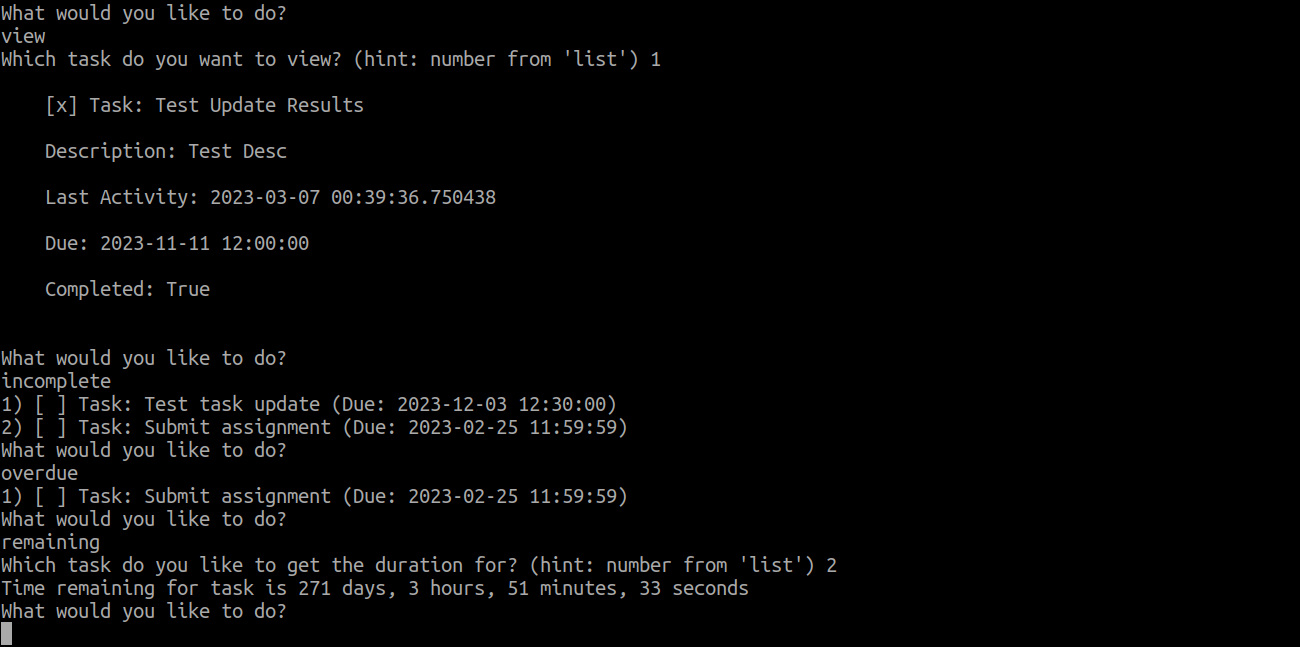 What would you like to do?
view
Which task do you want to view? (hint: number from 'list') 1
[x] Task: Test Update Results
Description: Test Desc
Last Activity: 2023-03-07 00:39:36.750438
Due: 2023-11-11 12:00:00
Completed: True
What would you like to do?
incomplete
1) [ ] Task: Test task update (Due: 2023-12-03 12:30:00)
2) [ ] Task: Submit assignment (Due: 2023-02-25 11:59:59)
What would you like to do?
overdue
1) [ ] Task: Submit assignment (Due: 2023-02-25 11:59:59)
What would you like to do?
remaining
Which task do you like to get the duration for? (hint: number from 'list') 2
Time remaining for task is 271 days, 3 hours, 51 minutes, 33 seconds
What would you like to do?